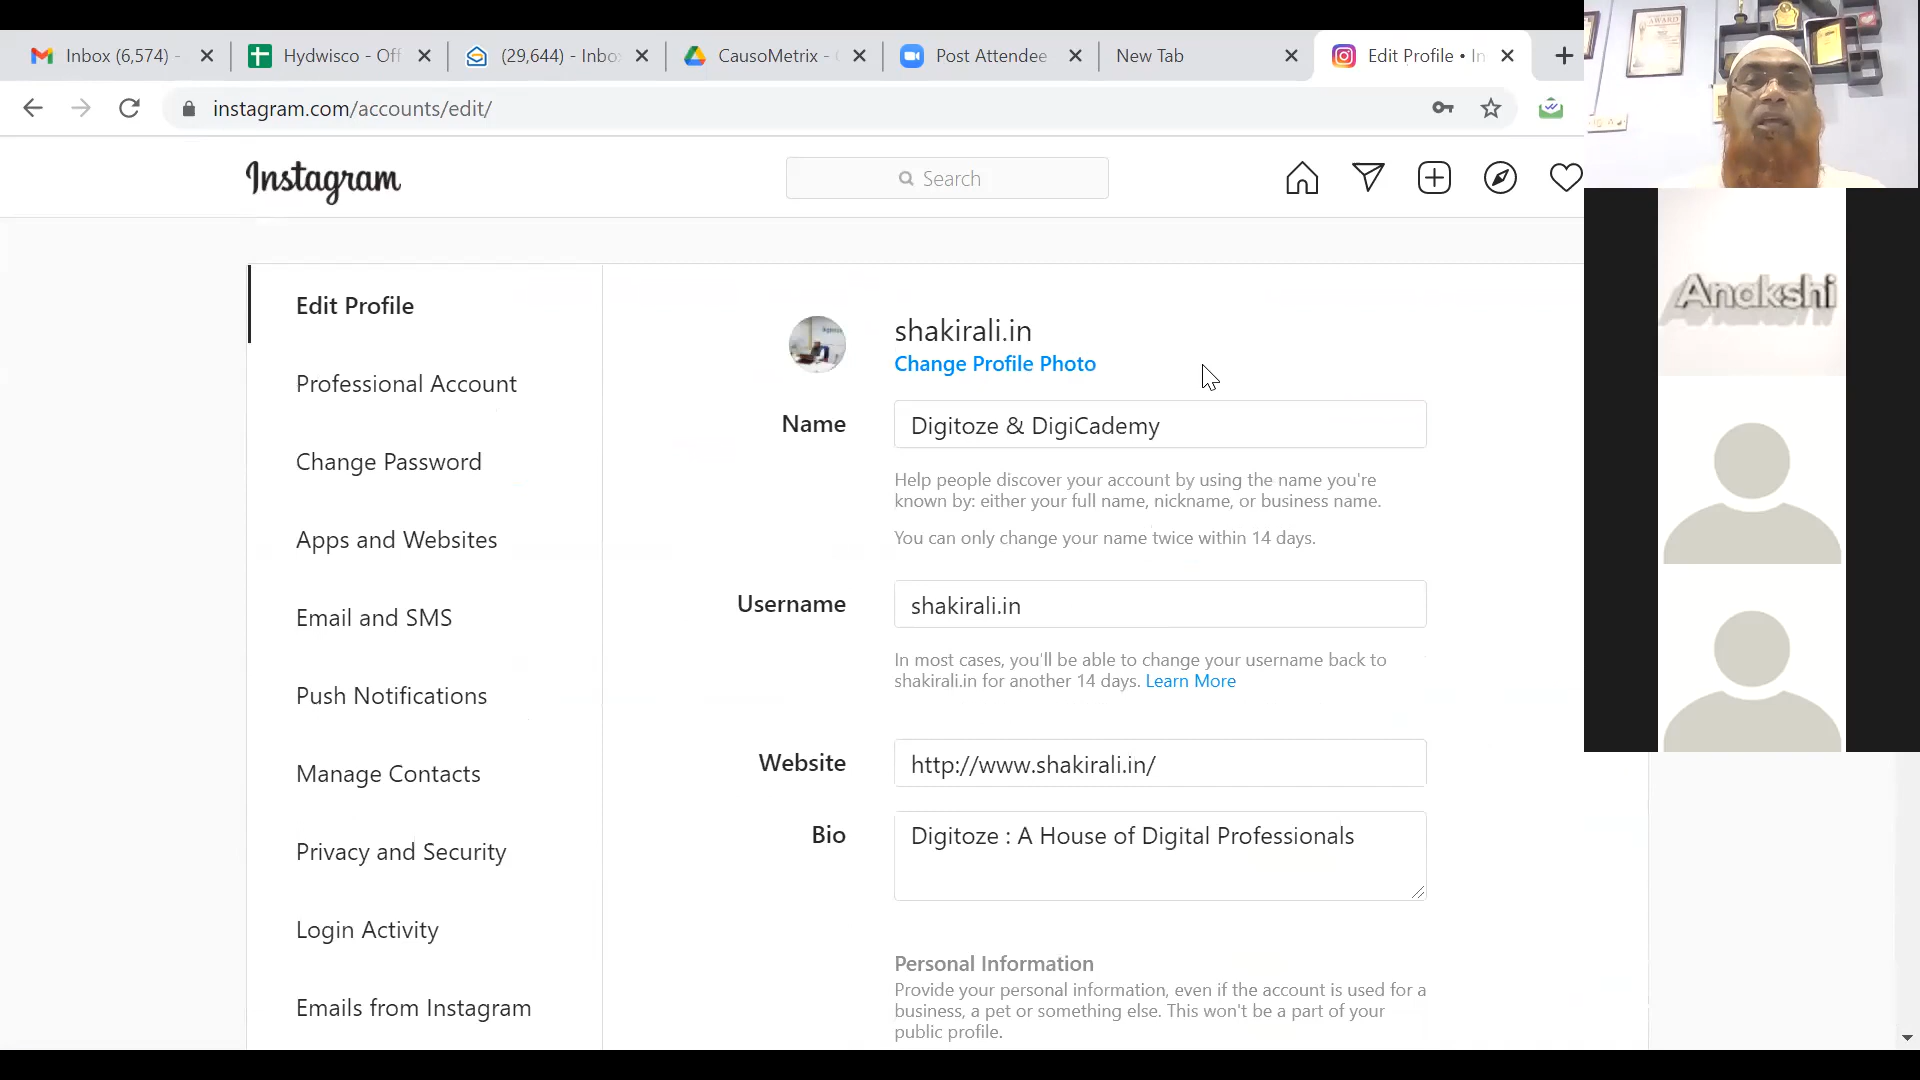 Inbox (6,574) -
Hydwisco - Off
(29,644) - Inbo
CausoMetrix -
Post Attendee
New Tab
Edit Profile • In
instagram.com/accounts/edit/
Instagram
Search
AWARD
Anakshi
Edit Profile
Professional Account
Change Password
Apps and Websites
Email and SMS
Push Notifications
Manage Contacts
Privacy and Security
Login Activity
Emails from Instagram
shakirali.in
Change Profile Photo
Name
Digitoze & DigiCademy
Help people discover your account by using the name you're
known by: either your full name, nickname, or business name.
You can only change your name twice within 14 days.
Username
shakirali.in
In most cases, you'll be able to change your username back to
shakirali.in for another 14 days. Learn More
Website
http://www.shakirali.in/
Bio
Digitoze : A House of Digital Professionals
Personal Information
Provide your personal information, even if the account is used for a
business, a pet or something else. This won't be a part of your
public profile.